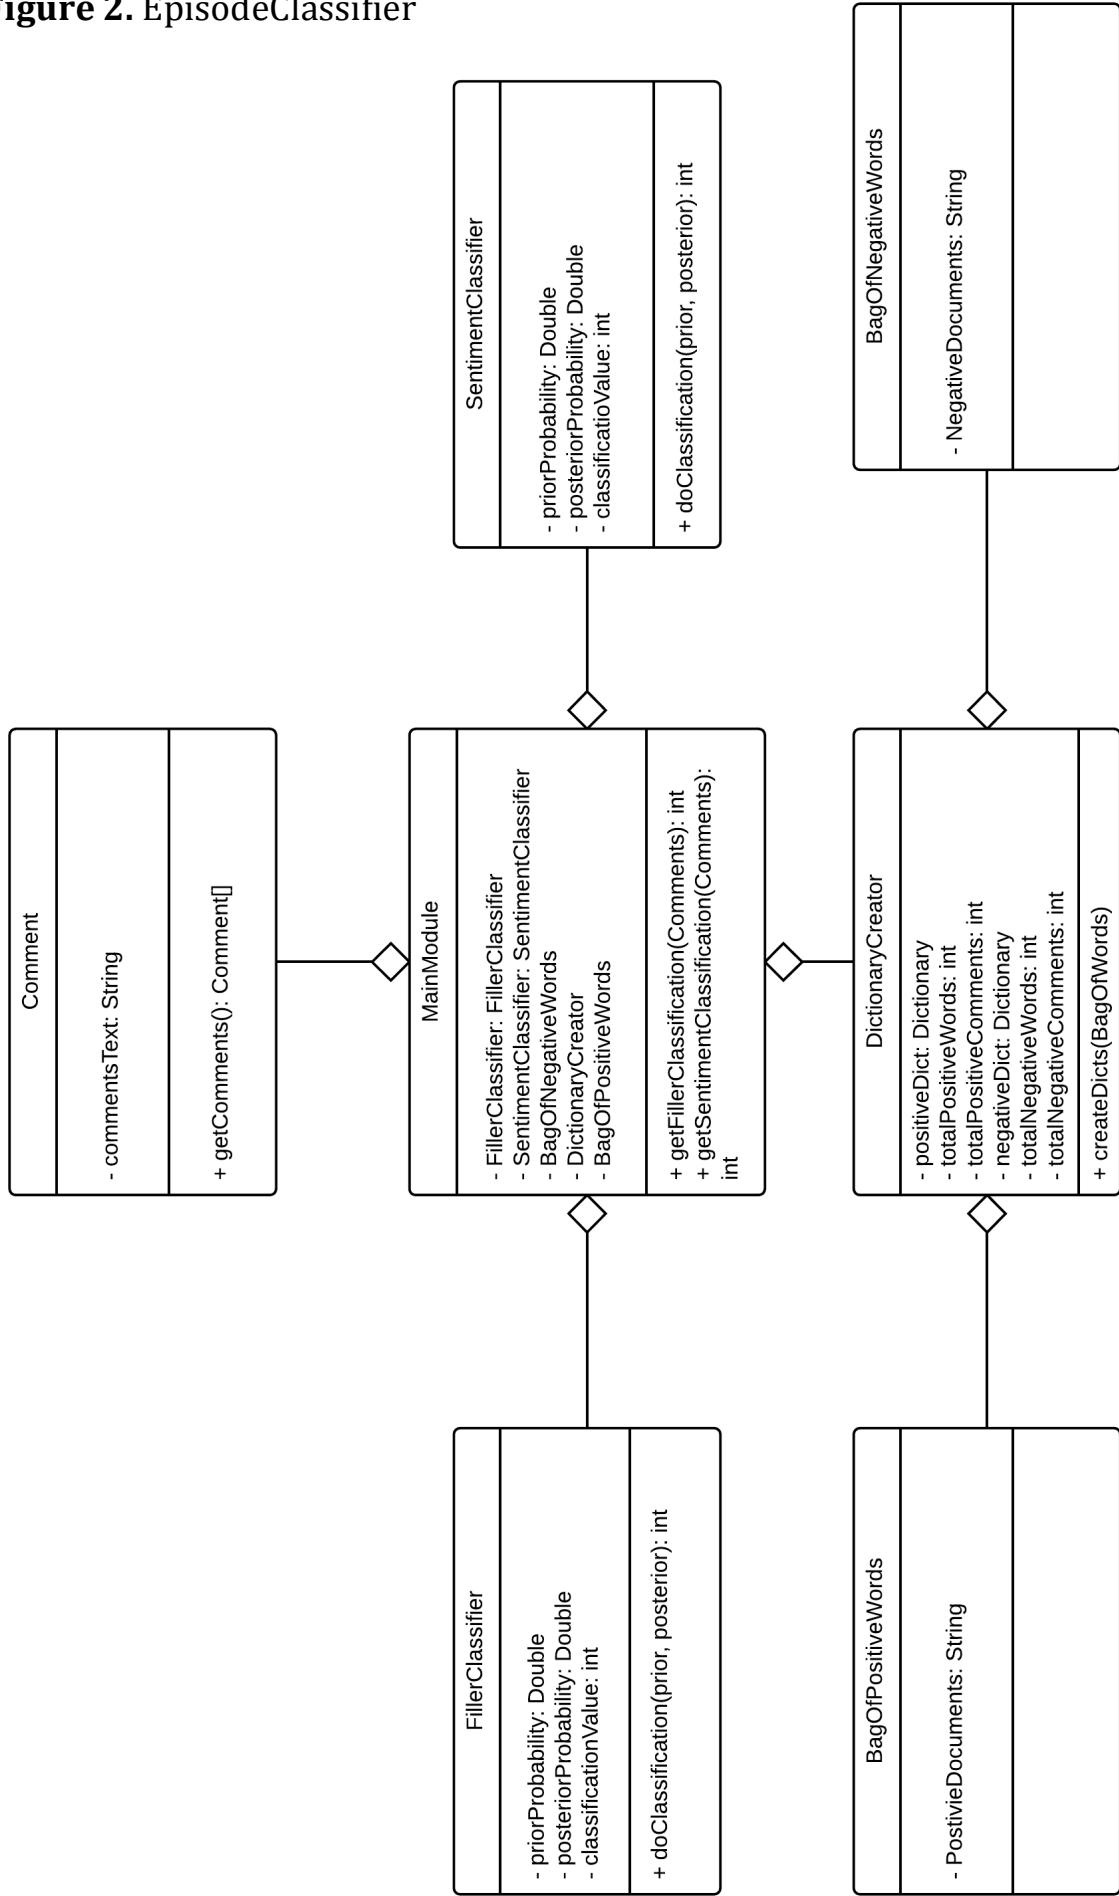 Figure 2. EpisodeClassifier
Comment
- commentsText: String
+ getComments(): Comment[]
FillerClassifier
- priorProbability: Double
- posteriorProbability: Double
- classificationValue: int
+ doClassification(prior, posterior): int
MainModule
- FillerClassifier: FillerClassifier
- SentimentClassifier: SentimentClassifier
- BagOfNegativeWords
- DictionaryCreator
- BagOfPositiveWords
+ getFillerClassification(Comments): int
+ getSentimentClassification(Comments):
int
SentimentClassifier
- priorProbability: Double
- posteriorProbability: Double
- classificatioValue: int
+ doClassification(prior, posterior): int
BagOfPositiveWords
- PostivieDocuments: String
DictionaryCreator
- positiveDict: Dictionary
- totalPositiveWords: int
- totalPositiveComments: int
- negativeDict: Dictionary
- totalNegativeWords: int
- totalNegativeComments: int
+ createDicts(BagOfWords)
BagOfNegativeWords
- NegativeDocuments: String